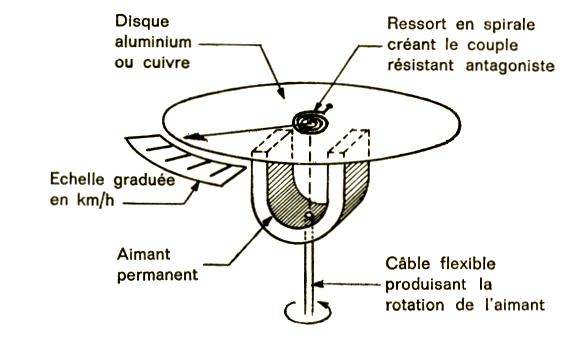 Disque
aluminium
ou cuivre
Ressort en spirale
créant le couple
résistant antagoniste
Echelle graduée
en km/h
Aimant
permanent
Câble flexible
produisant la
rotation de l'aimant